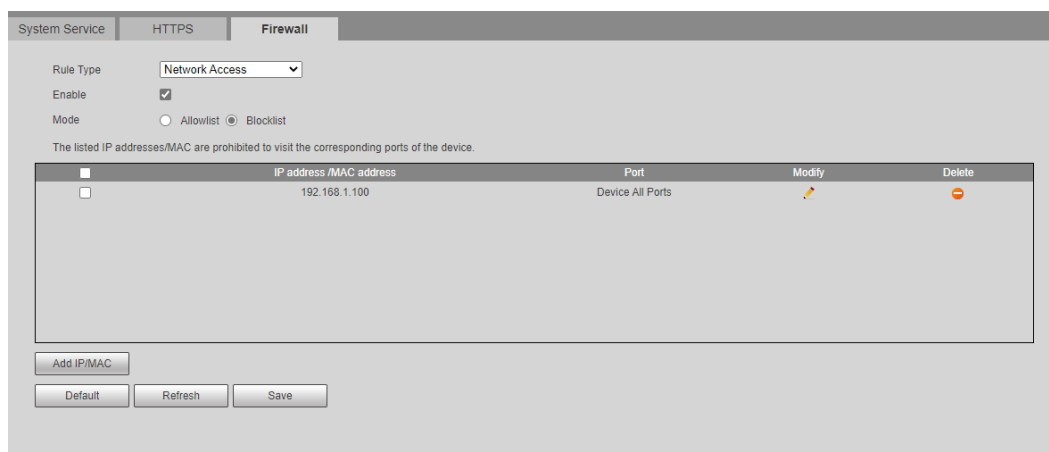 System Service HTTPS Firewall
Rule Type Network Access
Enable
Mode Allowlist Blocklist
The listed IP addresses/MAC are prohibited to visit the corresponding ports of the device.
IP address /MAC address Port Modify Delete
192.168.1.100 Device All Ports
Add IP/MAC
Default Refresh Save